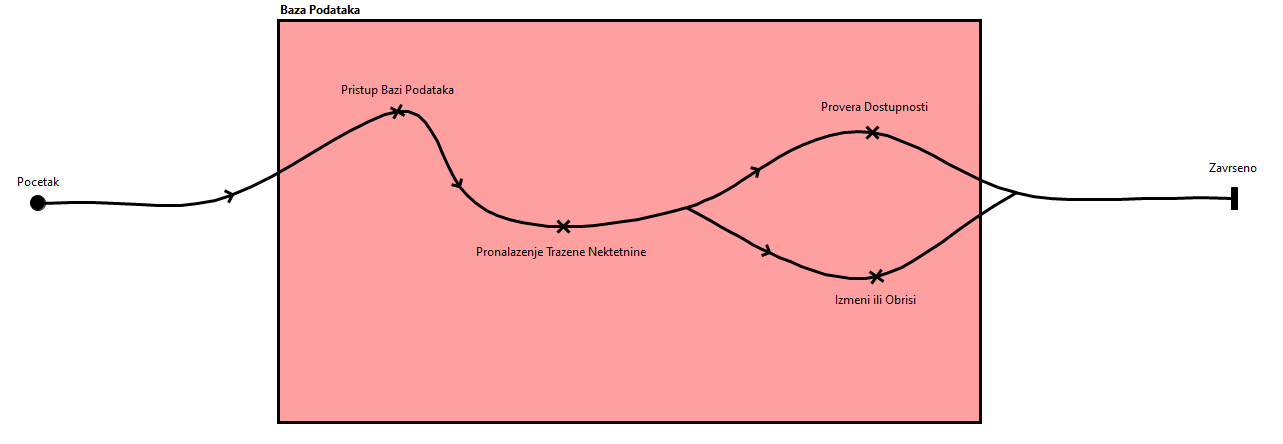 Baza Podataka
Pristup Bazi Podataka
Provera Dostupnosti
Pocetak
Zavrseno
Pronalazenje Trazene Nektetnine
Izmeni ili Obrisi